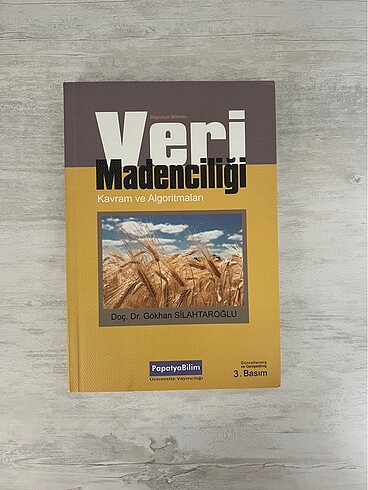 Bilgisayar Bilimleri
Veri
Madenciliği
Kavram ve Algoritmaları
Doç. Dr. Gökhan SİLAHTAROĞLU
PapatyaBilim
Üniversite Yayıncılığı
Güncellenmiş
ve Genişletilmiş
3. Basım